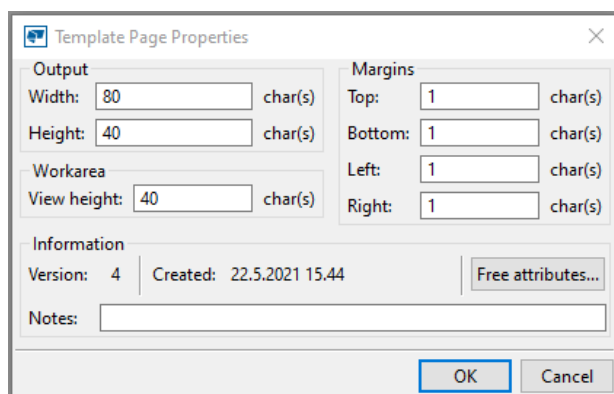 Template Page Properties
Output
Width: 80 char(s)
Height: 40 char(s)
Workarea
View height: 40 char(s)
Margins
Top: 1 char(s)
Bottom: 1 char(s)
Left: 1 char(s)
Right: 1 char(s)
Information
Version: 4 Created: 22.5.2021 15.44 Free attributes...
Notes:
OK Cancel